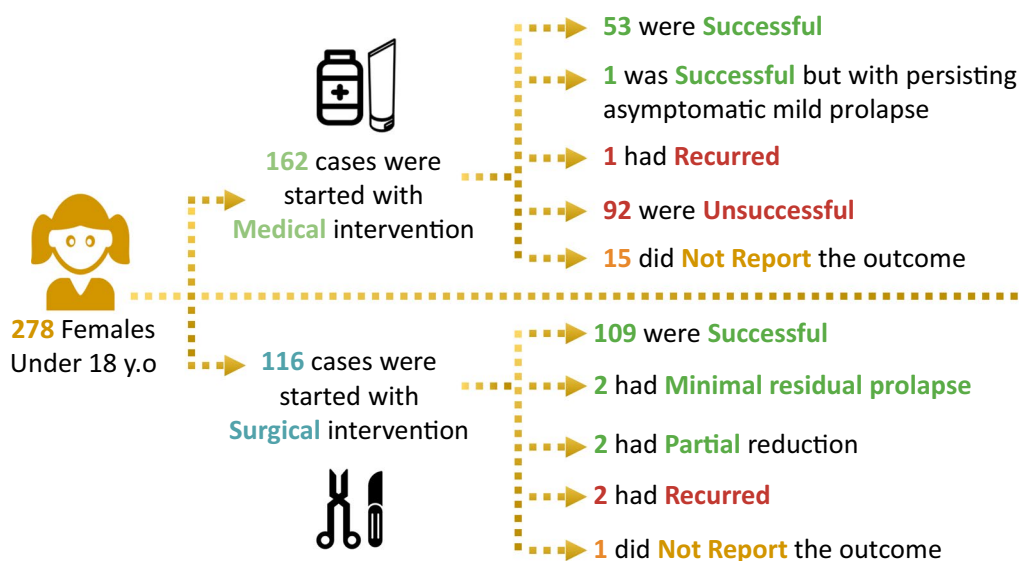 278 Females
Under 18 y.o
162 cases were
started with
Medical intervention
53 were Successful
1 was Successful but with persisting
asymptomatic mild prolapse
1 had Recurred
92 were Unsuccessful
15 did Not Report the outcome
116 cases were
started with
Surgical intervention
109 were Successful
2 had Minimal residual prolapse
2 had Partial reduction
2 had Recurred
1 did Not Report the outcome